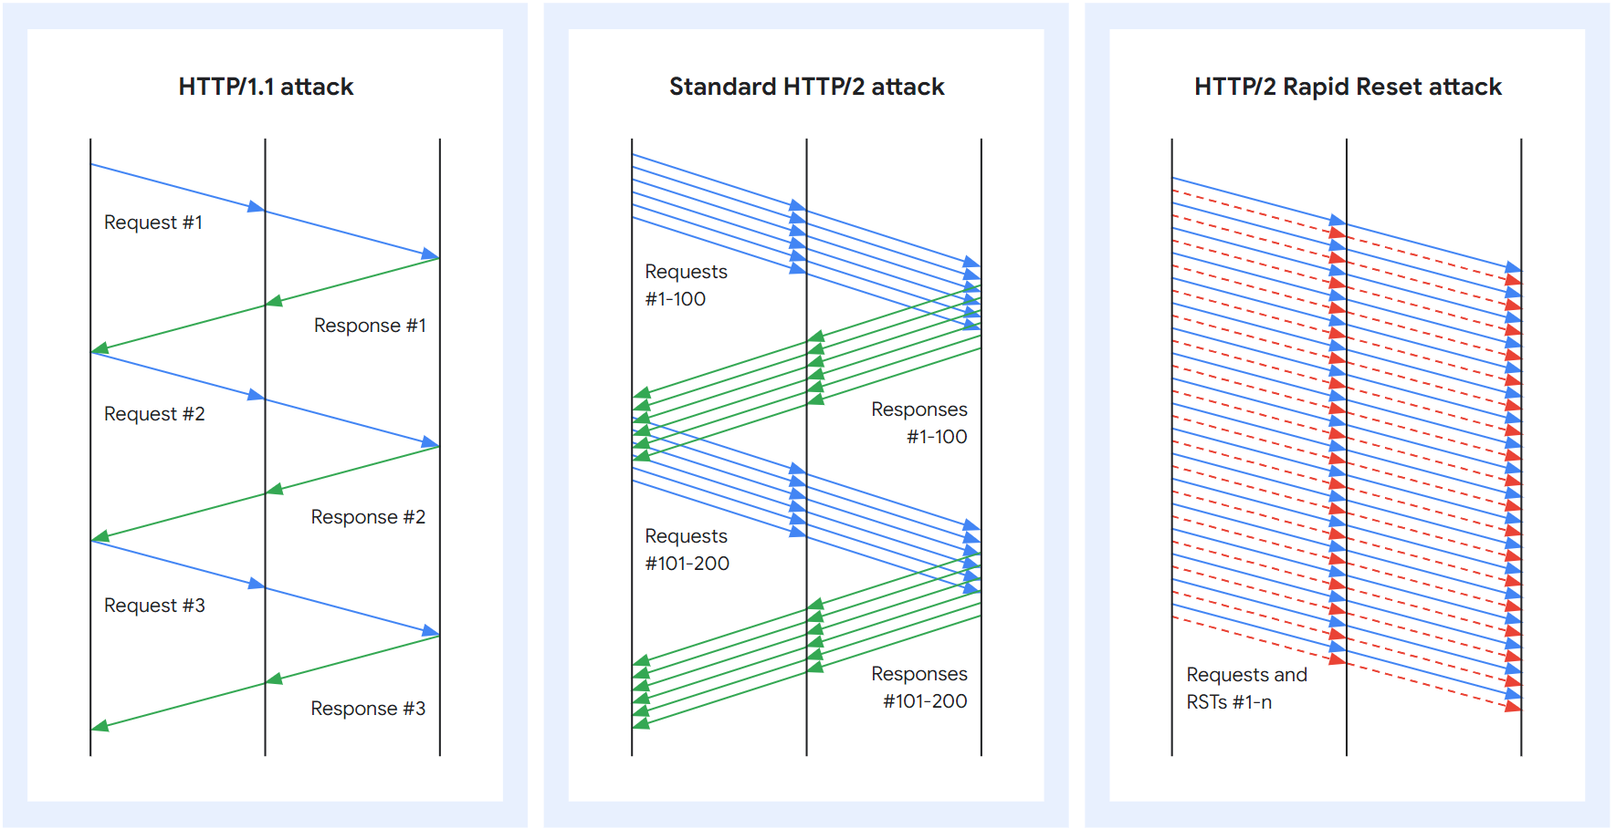 HTTP/1.1 attack
Request #1
Response #1
Request #2
Response #2
Request #3
Response #3
Standard HTTP/2 attack
Requests
#1-100
Responses
#1-100
Requests
#101-200
Responses
#101-200
HTTP/2 Rapid Reset attack
Requests and
RSTs #1-n